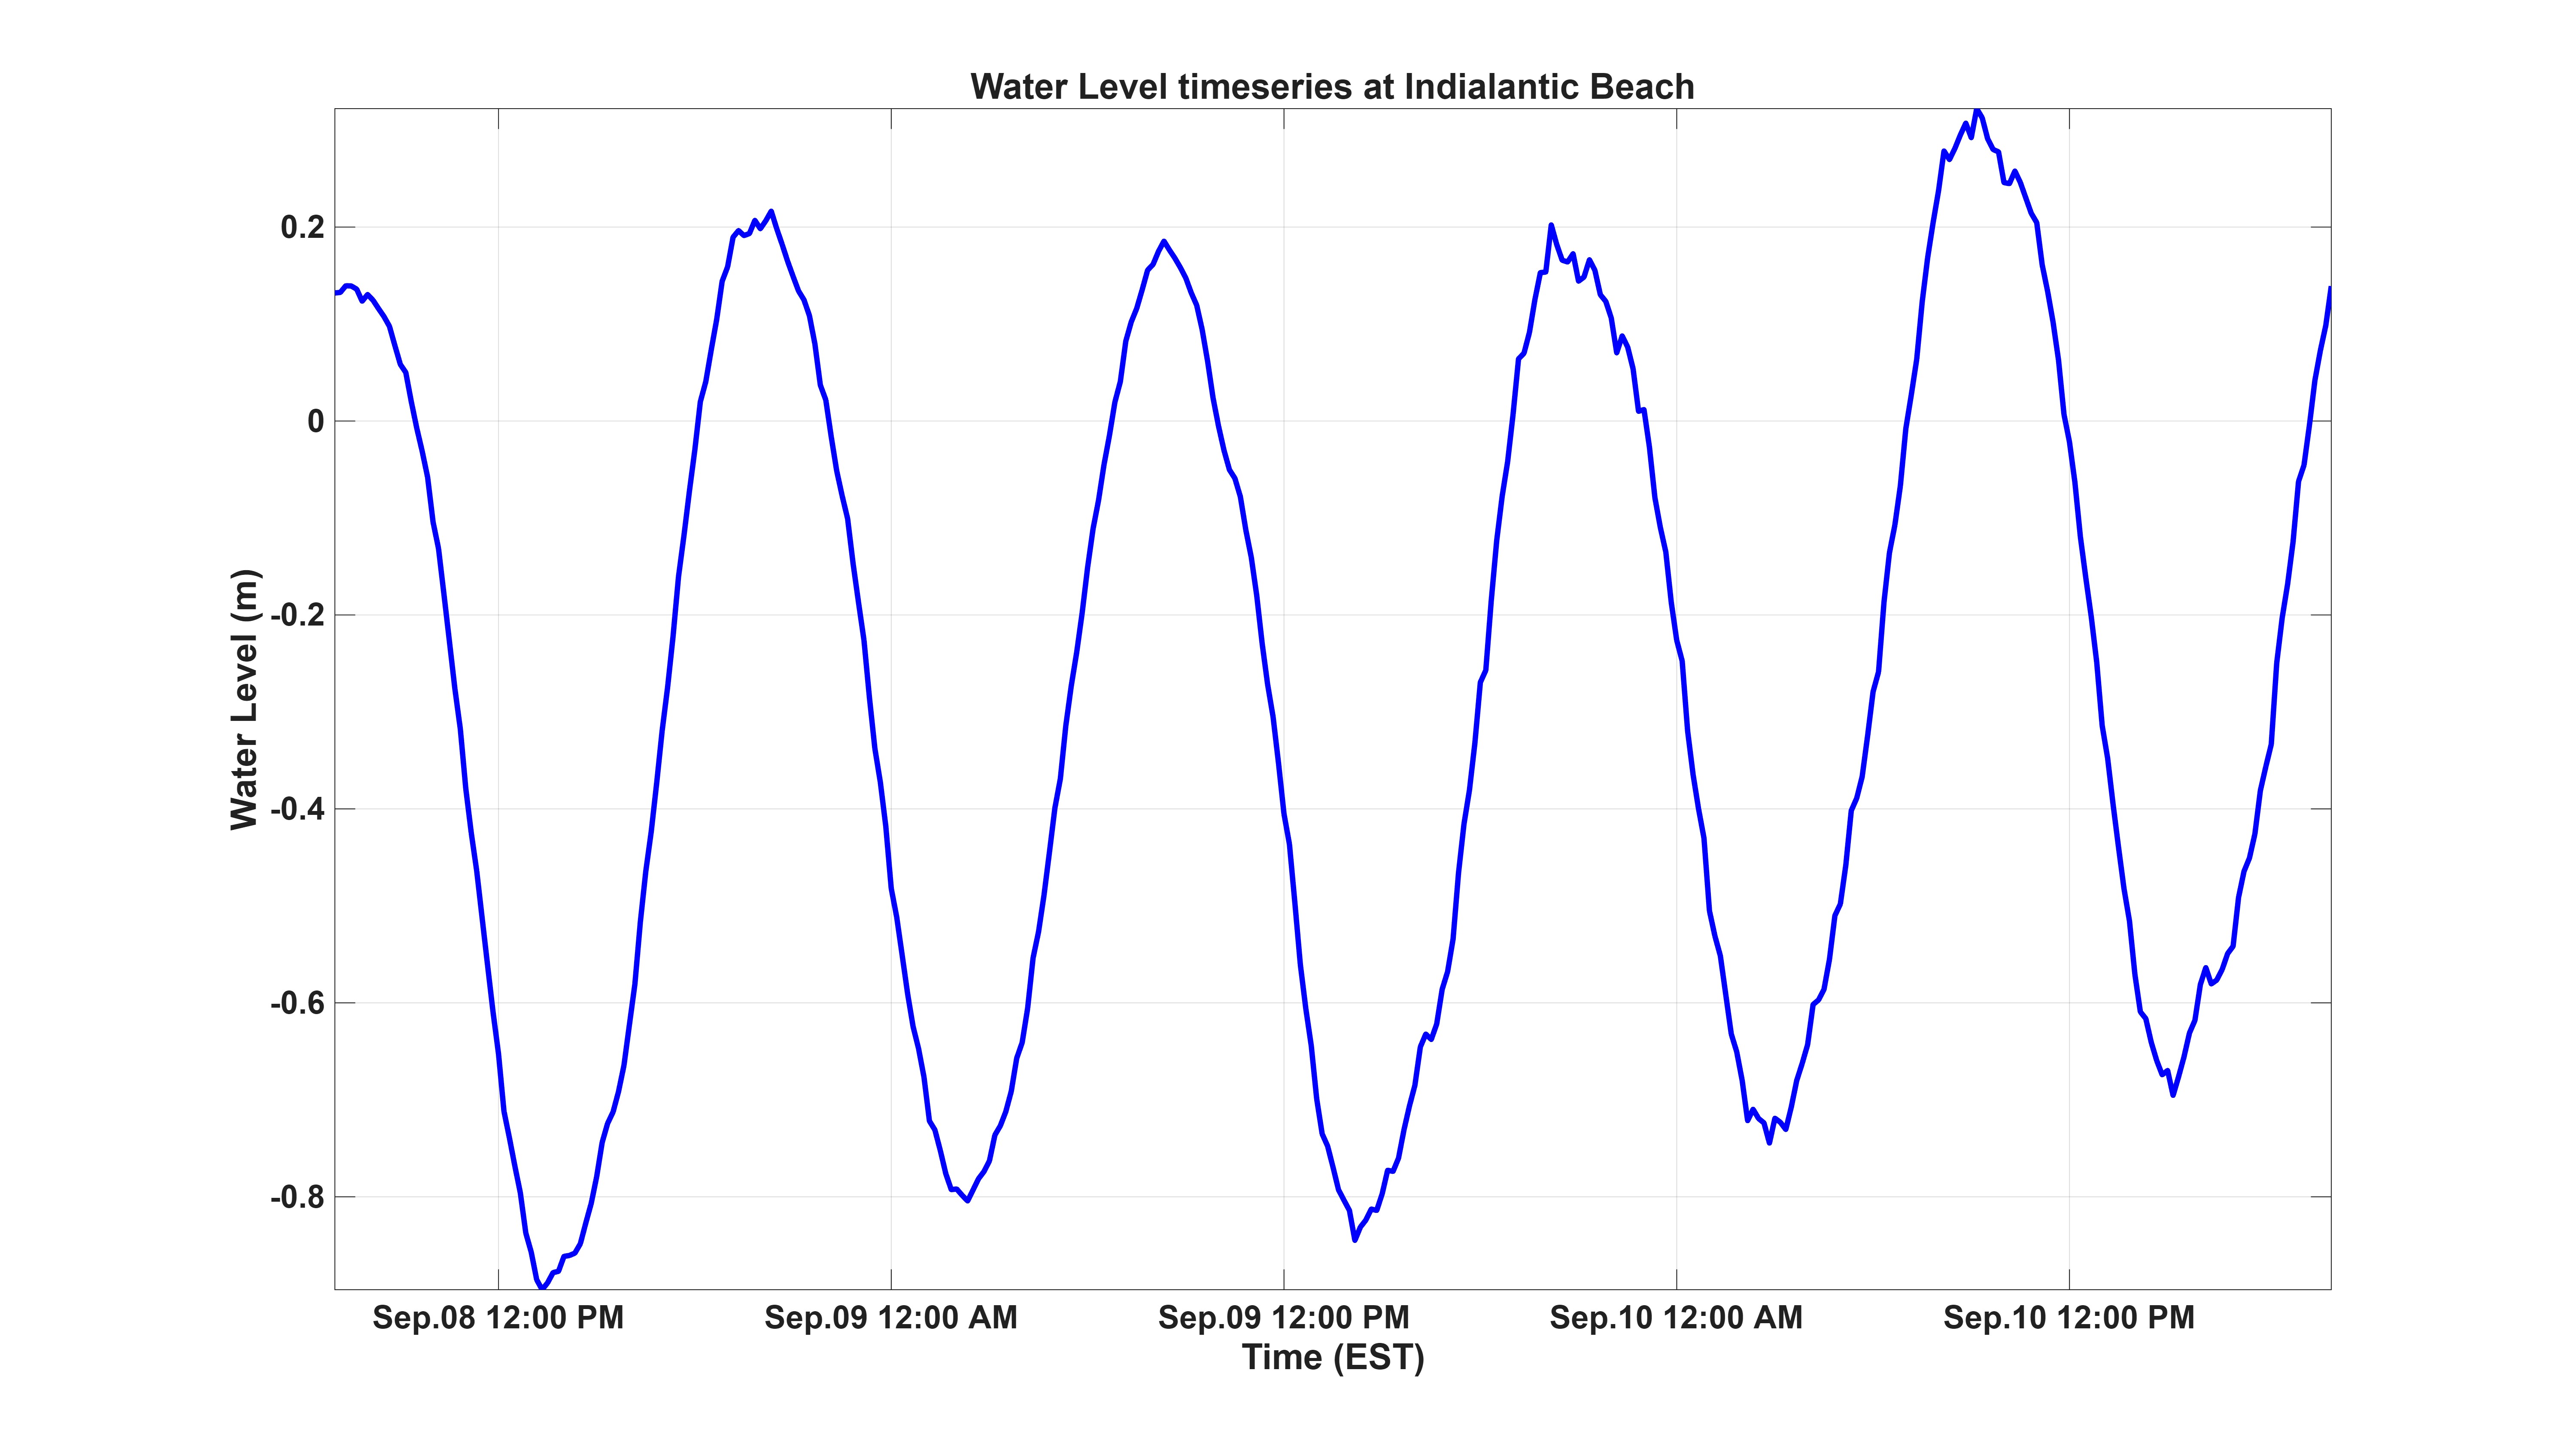 Water Level timeseries at Indialantic Beach
Water Level (m)
0.2
0
-0.2
-0.4
-0.6
-0.8
Sep.08 12:00 PM
Sep.09 12:00 AM
Sep.09 12:00 PM
Sep.10 12:00 AM
Sep.10 12:00 PM
Time (EST)